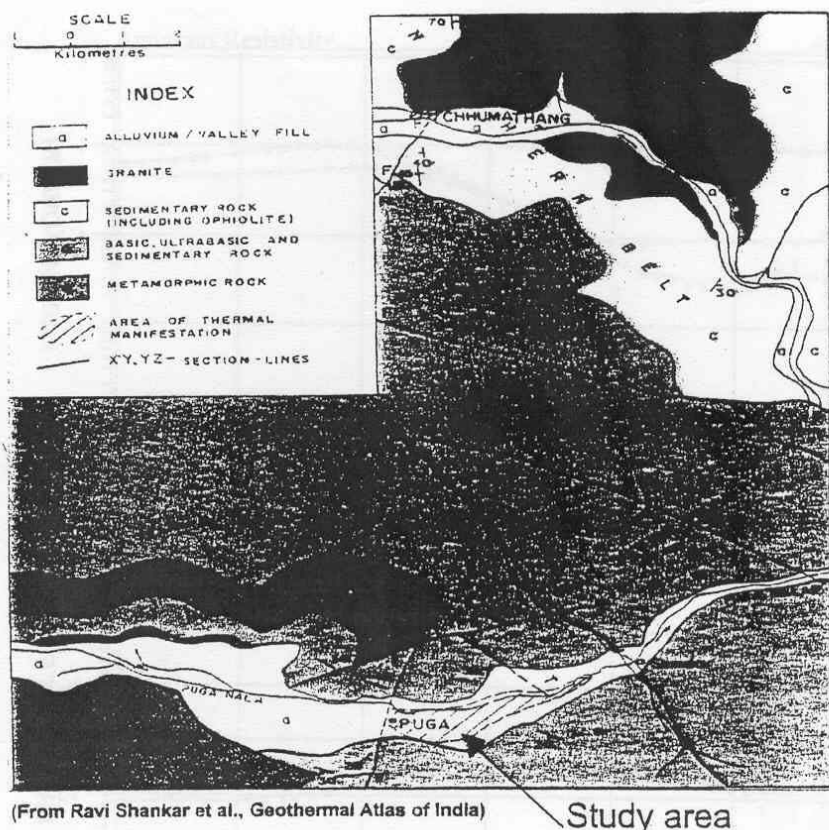 SCALE
Kilometres
INDEX
a ALLUVIUM / VALLEY FILL
GRANITE
c SEDIMENTARY ROCK
(INCLUDING OPHIOLITE)
BASIC, ULTRABASIC AND
SEDIMENTARY ROCK
METAMORPHIC ROCK
AREA OF THERMAL
MANIFESTATION
XY, YZ - SECTION-LINES
70
c
c
CHHUMATHANG
a
a
F
BELT
a
c
30
c
a
c
a
PUGA NALA
a
PUGA
(From Ravi Shankar et al., Geothermal Atlas of India)
Study area